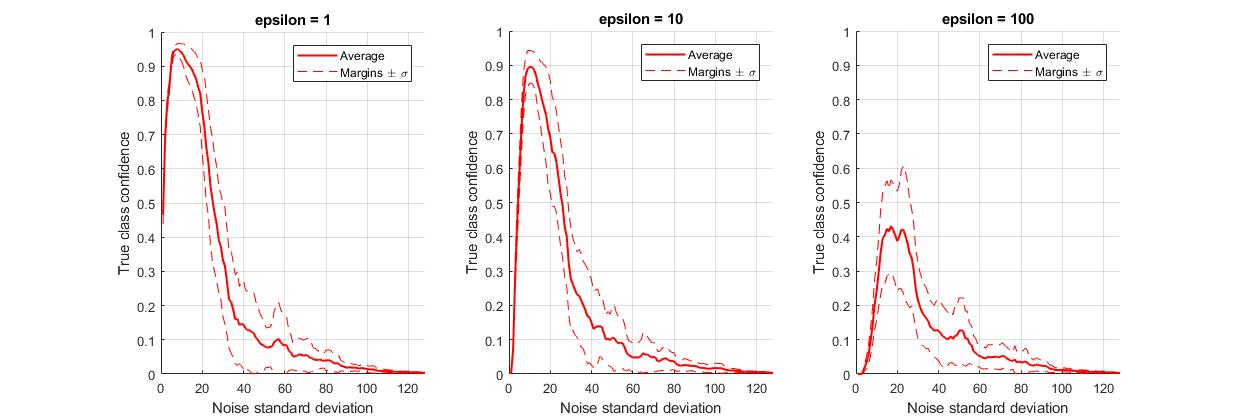 epsilon = 1
1
0.9
0.8
0.7
0.6
0.5
0.4
0.3
0.2
0.1
0
True class confidence
Average
Margins ± σ
0 20 40 60 80 100 120
Noise standard deviation
epsilon = 10
1
0.9
0.8
0.7
0.6
0.5
0.4
0.3
0.2
0.1
0
True class confidence
Average
Margins ± σ
0 20 40 60 80 100 120
Noise standard deviation
epsilon = 100
1
0.9
0.8
0.7
0.6
0.5
0.4
0.3
0.2
0.1
0
True class confidence
Average
Margins ± σ
0 20 40 60 80 100 120
Noise standard deviation